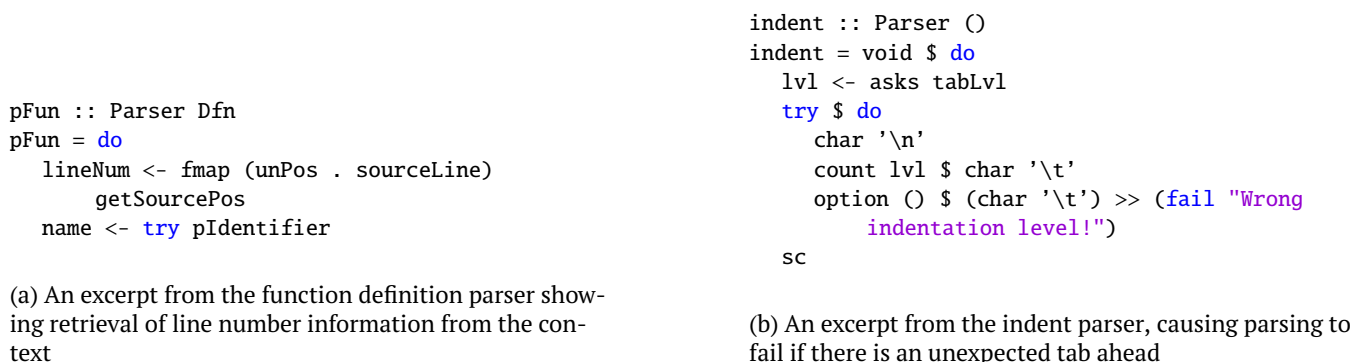 pFun :: Parser Dfn
pFun = do
lineNum <- fmap (unPos . sourceLine)
getSourcePos
name <- try pIdentifier
(a) An excerpt from the function definition parser show-
ing retrieval of line number information from the con-
text
indent :: Parser ()
indent = void $ do
lvl <- asks tabLvl
try $ do
char ’\n’
count lvl $ char ’\t’
option () $ (char ’\t’) >> (fail "Wrong
indentation level!")
sc
(b) An excerpt from the indent parser, causing parsing to
fail if there is an unexpected tab ahead